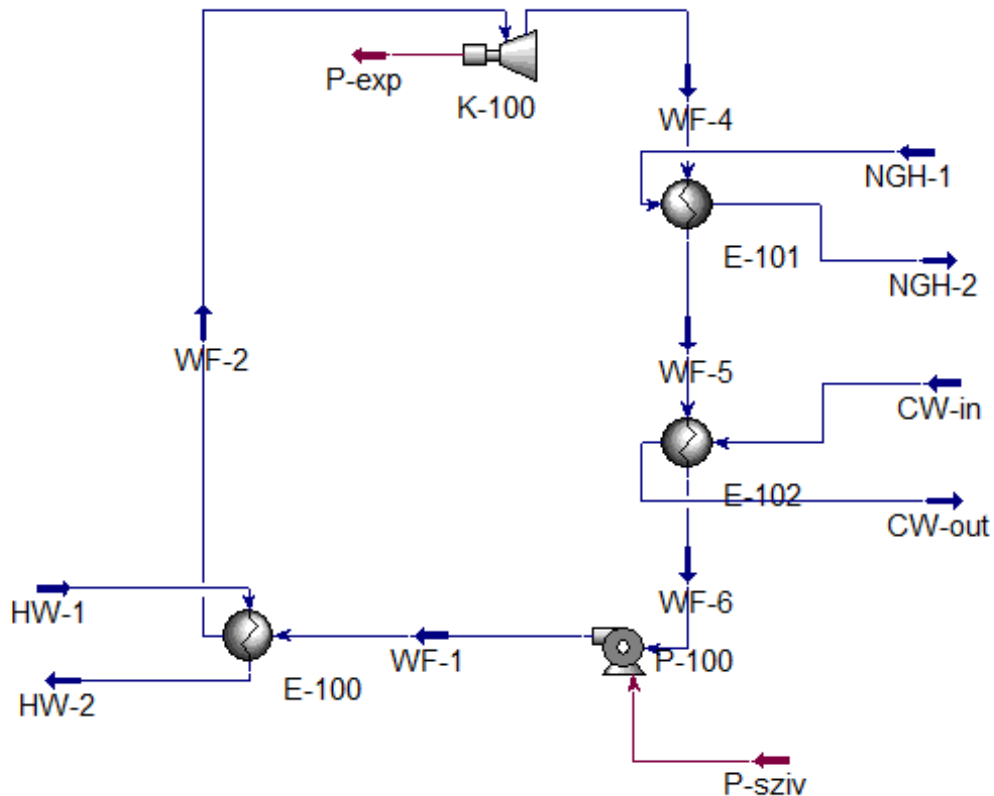 P-exp
K-100
WF-4
NGH-1
E-101
NGH-2
WF-2
WF-5
CW-in
E-102
CW-out
HW-1
WF-6
WF-1
P-100
HW-2
E-100
P-sziv